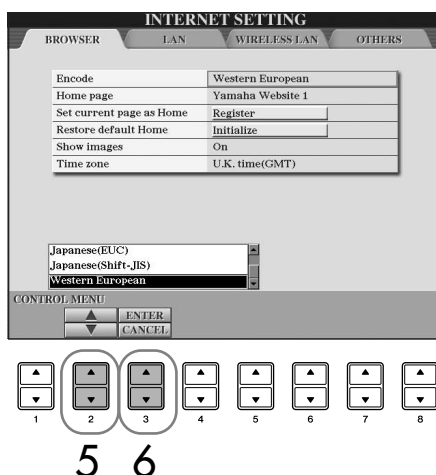 INTERNET SETTING
BROWSER LAN WIRELESS LAN OTHERS
Encode Western European
Home page Yamaha Website 1
Set current page as Home Register
Restore default Home Initialize
Show images On
Time zone U.K. time(GMT)
Japanese(EUC)
Japanese(Shift-JIS)
Western European
CONTROL MENU
ENTER
CANCEL
1 2 3 4 5 6 7 8
5 6